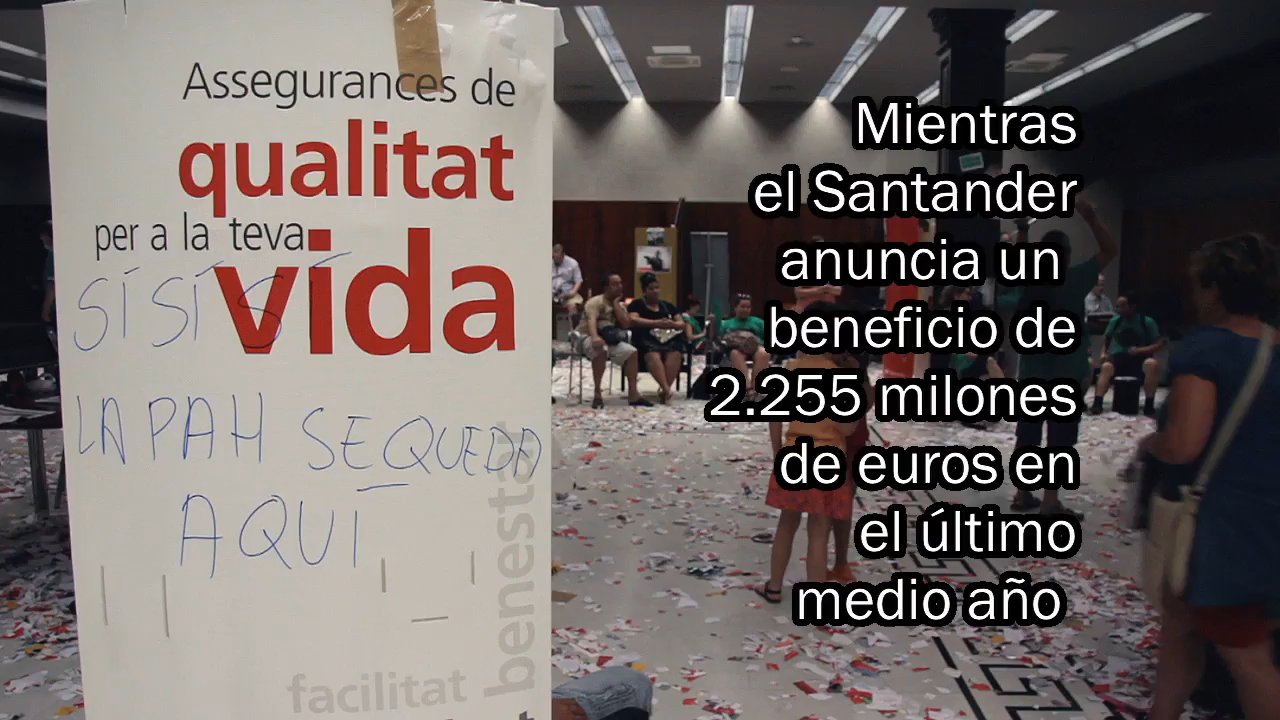 Assegurances de
qualitat
per a la teva
vida
SÍ SÍ SÍ
LA PAH SE QUEDA
AQUÍ
benestar
facilitat
Mientras
el Santander
anuncia un
beneficio de
2.255 milones
de euros en
el último
medio año